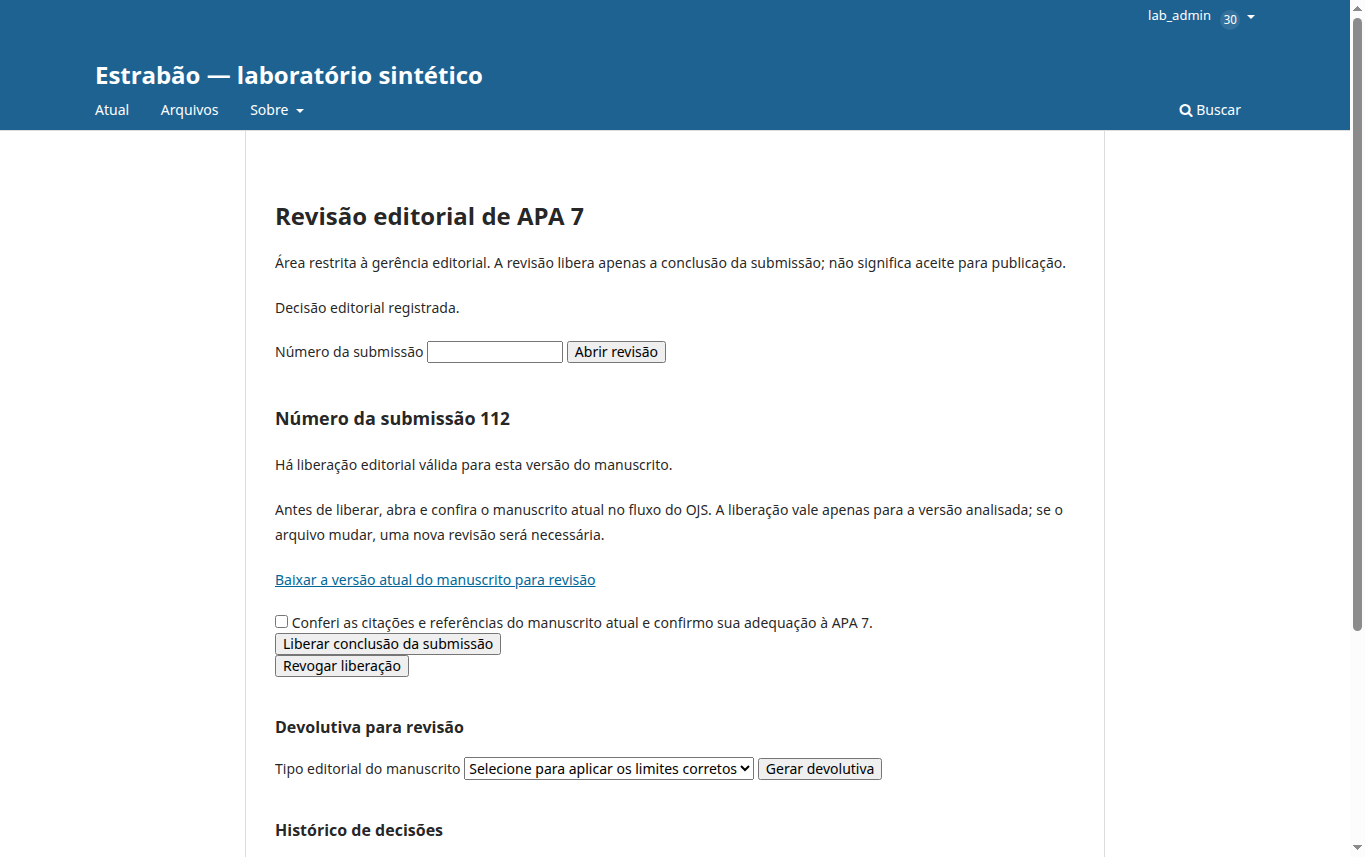 lab_admin 30
Estrabão — laboratório sintético
Atual Arquivos Sobre Buscar
Revisão editorial de APA 7
Área restrita à gerência editorial. A revisão libera apenas a conclusão da submissão; não significa aceite para publicação.
Decisão editorial registrada.
Número da submissão Abrir revisão
Número da submissão 112
Há liberação editorial válida para esta versão do manuscrito.
Antes de liberar, abra e confira o manuscrito atual no fluxo do OJS. A liberação vale apenas para a versão analisada; se o
arquivo mudar, uma nova revisão será necessária.
Baixar a versão atual do manuscrito para revisão
Conferi as citações e referências do manuscrito atual e confirmo sua adequação à APA 7.
Liberar conclusão da submissão
Revogar liberação
Devolutiva para revisão
Tipo editorial do manuscrito Selecione para aplicar os limites corretos Gerar devolutiva
Histórico de decisões